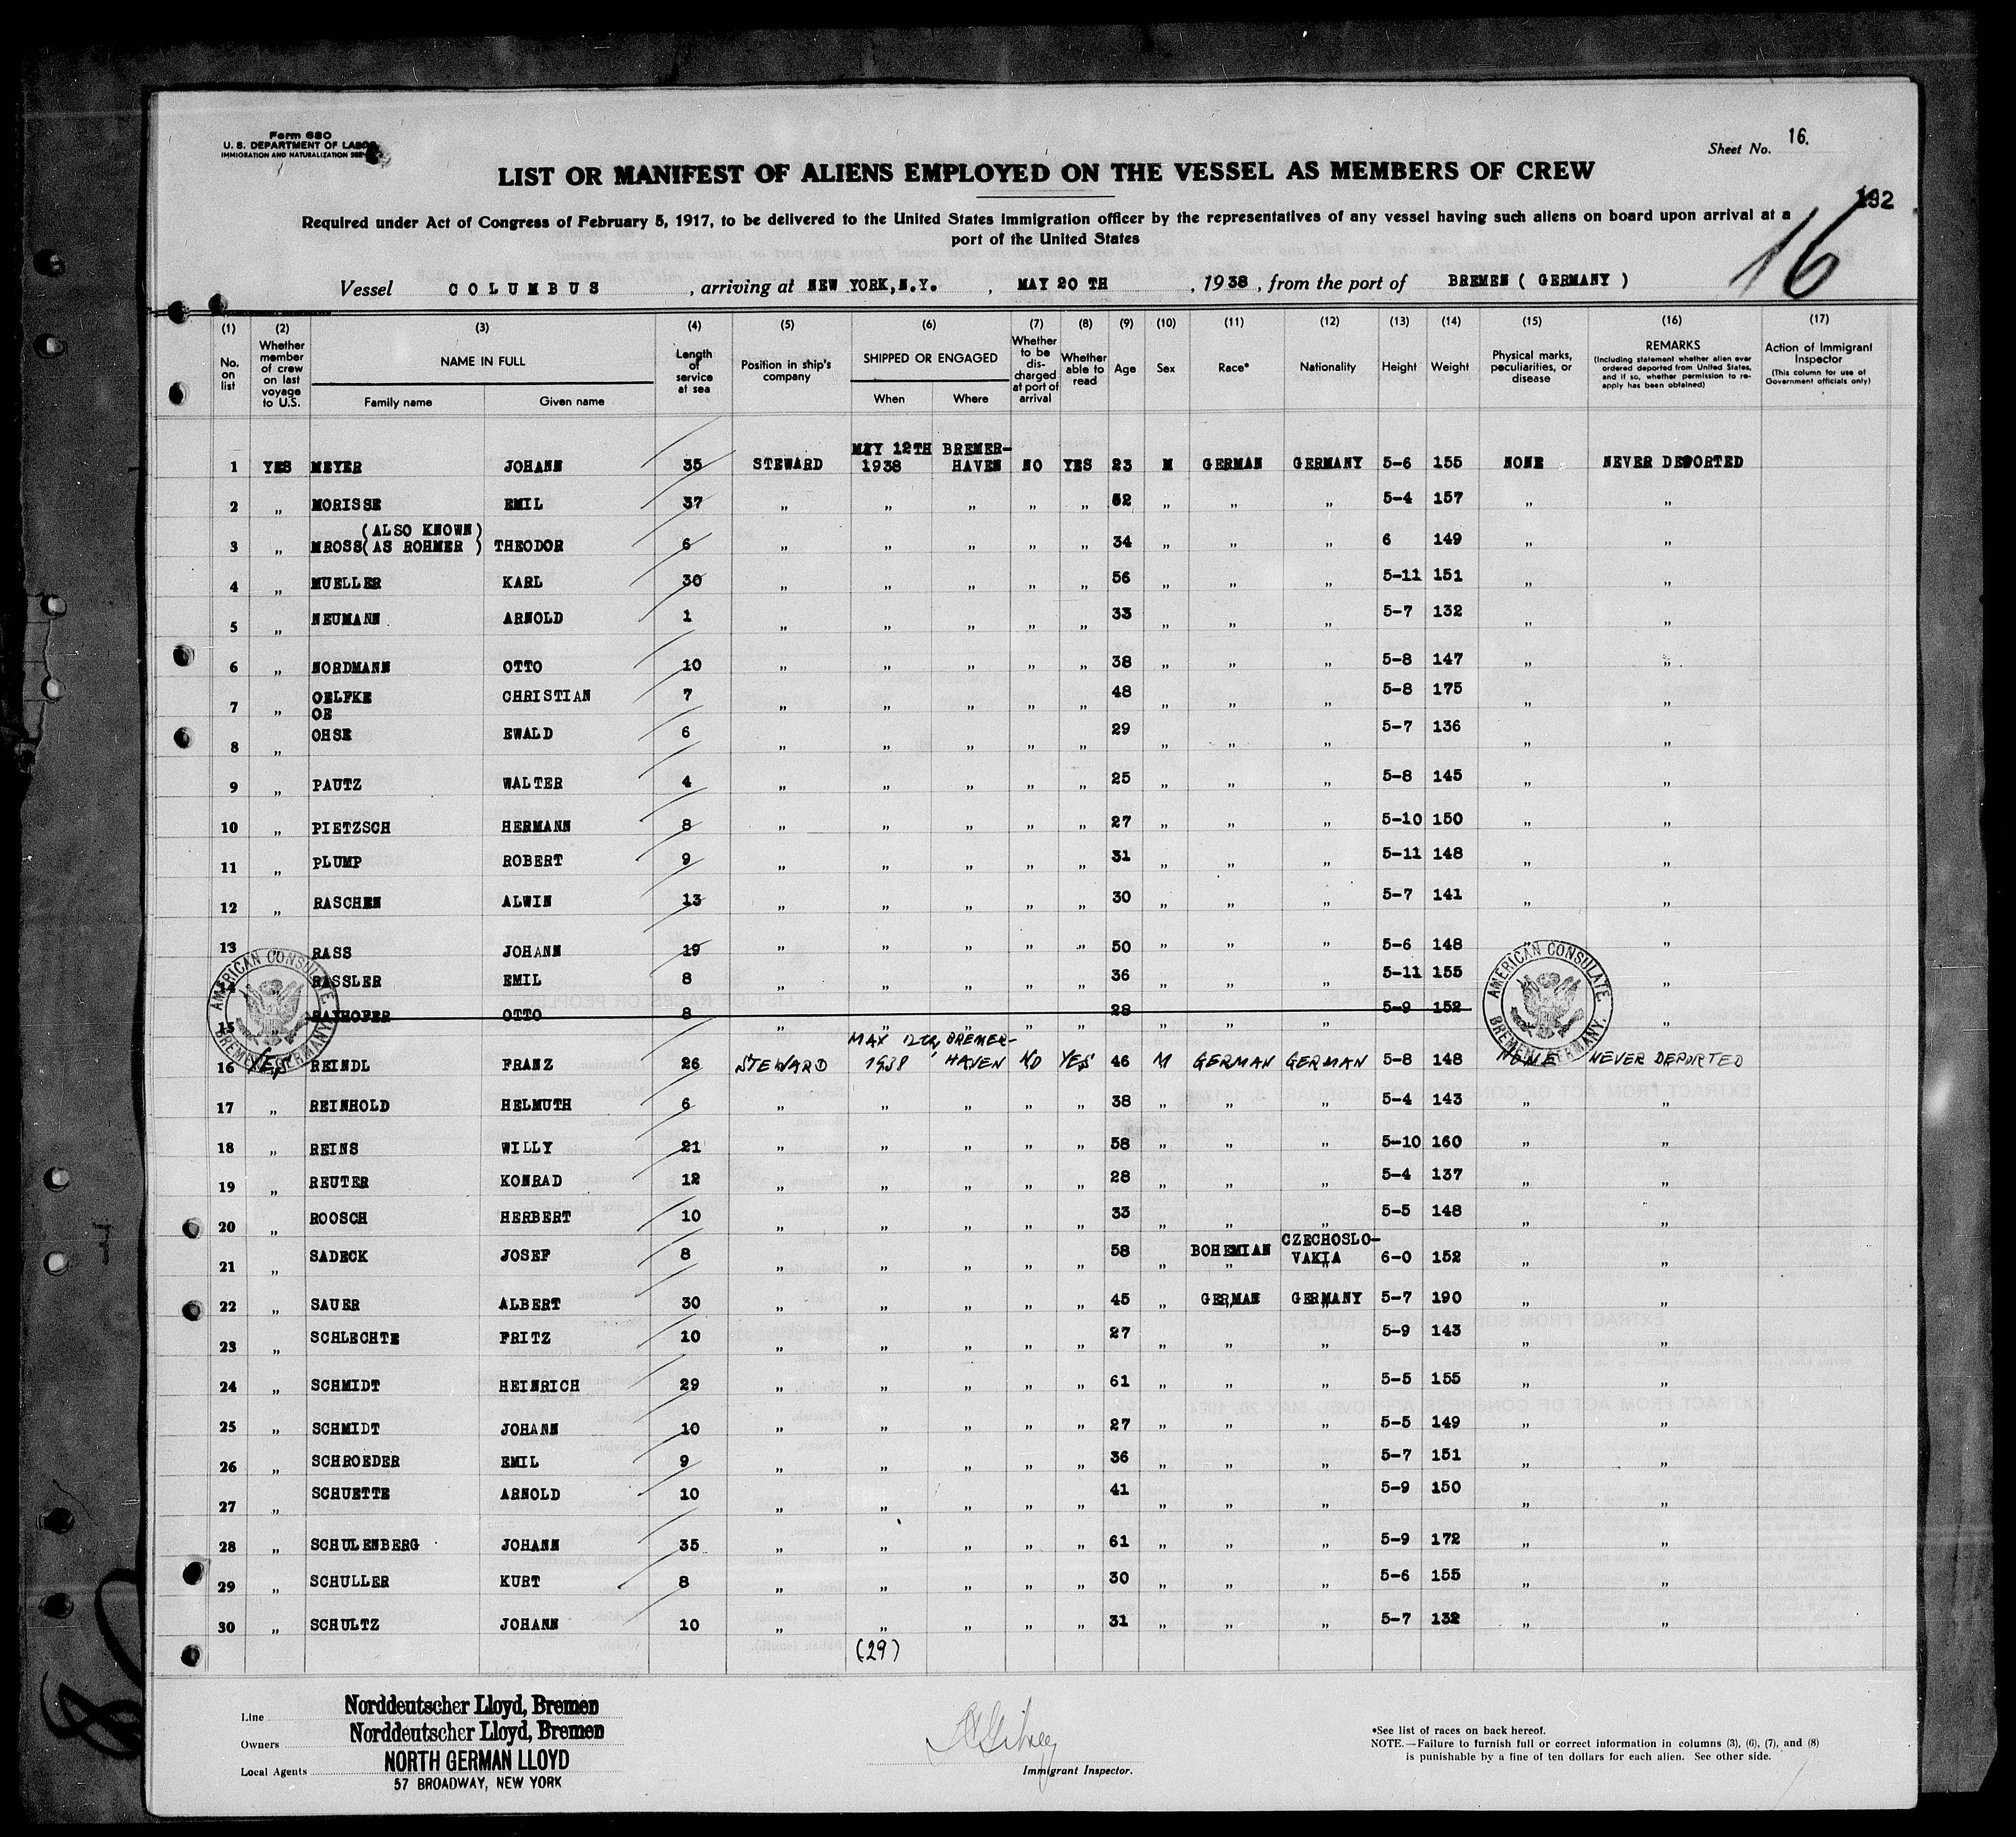 Form 680
U. S. DEPARTMENT OF LABOR
IMMIGRATION AND NATURALIZATION
Sheet No. 16.
LIST OR MANIFEST OF ALIENS EMPLOYED ON THE VESSEL AS MEMBERS OF CREW
192
16
Required under Act of Congress of February 5, 1917, to be delivered to the United States immigration officer by the representatives of any vessel having such aliens on board upon arrival at a
port of the United States
Vessel COLUMBUS , arriving at NEW YORK, N.Y. , MAY 20 TH , 1938 , from the port of BREMEN ( GERMANY )
(1) (2) (3) (4) (5) (6) (7) (8) (9) (10) (11) (12) (13) (14) (15) (16) (17)
No. on list
Whether member of crew on last voyage to U.S.
NAME IN FULL
Family name Given name
Length of service at sea
Position in ship's company
SHIPPED OR ENGAGED
When Where
Whether to be discharged at port of arrival
Whether able to read
Age
Sex
Race*
Nationality
Height
Weight
Physical marks, peculiarities, or disease
REMARKS
(Including statement whether alien ever ordered deported from United States, and if so, whether permission to reapply has been obtained)
Action of Immigrant Inspector
(This column for use of Government officials only)
MAY 12TH BREMER-
1 YES MEYER JOHANN 35 STEWARD 1938 HAVEN NO YES 23 M GERMAN GERMANY 5-6 155 NONE NEVER DEPORTED
2 „ MORISSE EMIL 37 „ „ „ „ „ 52 „ „ „ 5-4 157 „ „
(ALSO KNOWN)
3 „ MROSS(AS ROHMER ) THEODOR 6 „ „ „ „ „ 34 „ „ „ 6 149 „ „
4 „ MUELLER KARL 30 „ „ „ „ „ 56 „ „ „ 5-11 151 „ „
5 „ NEUMANN ARNOLD 1 „ „ „ „ „ 33 „ „ „ 5-7 132 „ „
6 „ NORDMANN OTTO 10 „ „ „ „ „ 38 „ „ „ 5-8 147 „ „
7 „ OELFKE CHRISTIAN 7 „ „ „ „ „ 48 „ „ „ 5-8 175 „ „
OE
8 „ OHSE EWALD 6 „ „ „ „ „ 29 „ „ „ 5-7 136 „ „
9 „ PAUTZ WALTER 4 „ „ „ „ „ 25 „ „ „ 5-8 145 „ „
10 „ PIETZSCH HERMANN 8 „ „ „ „ „ 27 „ „ „ 5-10 150 „ „
11 „ PLUMP ROBERT 9 „ „ „ „ „ 31 „ „ „ 5-11 148 „ „
12 „ RASCHEN ALWIN 13 „ „ „ „ „ 30 „ „ „ 5-7 141 „ „
13 RASS JOHANN 19 „ „ „ „ „ 50 „ „ „ 5-6 148 „
14 „ RASSLER EMIL 8 „ „ „ „ „ 36 „ „ „ 5-11 155 „
15 „ RAYHOFER OTTO 8 „ „ „ „ „ 28 „ „ „ 5-9 152 „
AMERICAN CONSULATE BREMEN, GERMANY.
AMERICAN CONSULATE BREMEN, GERMANY.
MAY 12th, BREMER-
16 YES REINDL FRANZ 26 STEWARD 1938 HAVEN NO YES 46 M GERMAN GERMAN 5-8 148 NONE NEVER DEPORTED
17 „ REINHOLD HELMUTH 6 „ „ „ „ „ 38 „ „ „ 5-4 143 „ „
18 „ REINS WILLY 21 „ „ „ „ „ 58 „ „ „ 5-10 160 „ „
19 „ REUTER KONRAD 12 „ „ „ „ „ 28 „ „ „ 5-4 137 „ „
20 „ ROOSCH HERBERT 10 „ „ „ „ „ 33 „ „ „ 5-5 148 „ „
CZECHOSLO-
21 „ SADECK JOSEF 8 „ „ „ „ „ 58 „ BOHEMIAN VAKIA 6-0 152 „ „
22 „ SAUER ALBERT 30 „ „ „ „ „ 45 „ GERMAN GERMANY 5-7 190 „ „
23 „ SCHLECHTE FRITZ 10 „ „ „ „ „ 27 „ „ „ 5-9 143 „ „
24 „ SCHMIDT HEINRICH 29 „ „ „ „ „ 61 „ „ „ 5-5 155 „ „
25 „ SCHMIDT JOHANN 10 „ „ „ „ „ 27 „ „ „ 5-5 149 „ „
26 „ SCHROEDER EMIL 9 „ „ „ „ „ 36 „ „ „ 5-7 151 „ „
27 „ SCHUETTE ARNOLD 10 „ „ „ „ „ 41 „ „ „ 5-9 150 „ „
28 „ SCHULENBERG JOHANN 35 „ „ „ „ „ 61 „ „ „ 5-9 172 „ „
29 „ SCHULLER KURT 8 „ „ „ „ „ 30 „ „ „ 5-6 155 „ „
30 „ SCHULTZ JOHANN 10 „ „ „ „ „ 31 „ „ „ 5-7 132 „ „
(29)
Line Norddeutscher Lloyd, Bremen
Owners Norddeutscher Lloyd, Bremen
Local Agents NORTH GERMAN LLOYD
57 BROADWAY, NEW YORK
Immigrant Inspector.
*See list of races on back hereof.
NOTE.—Failure to furnish full or correct information in columns (3), (6), (7), and (8)
is punishable by a fine of ten dollars for each alien. See other side.